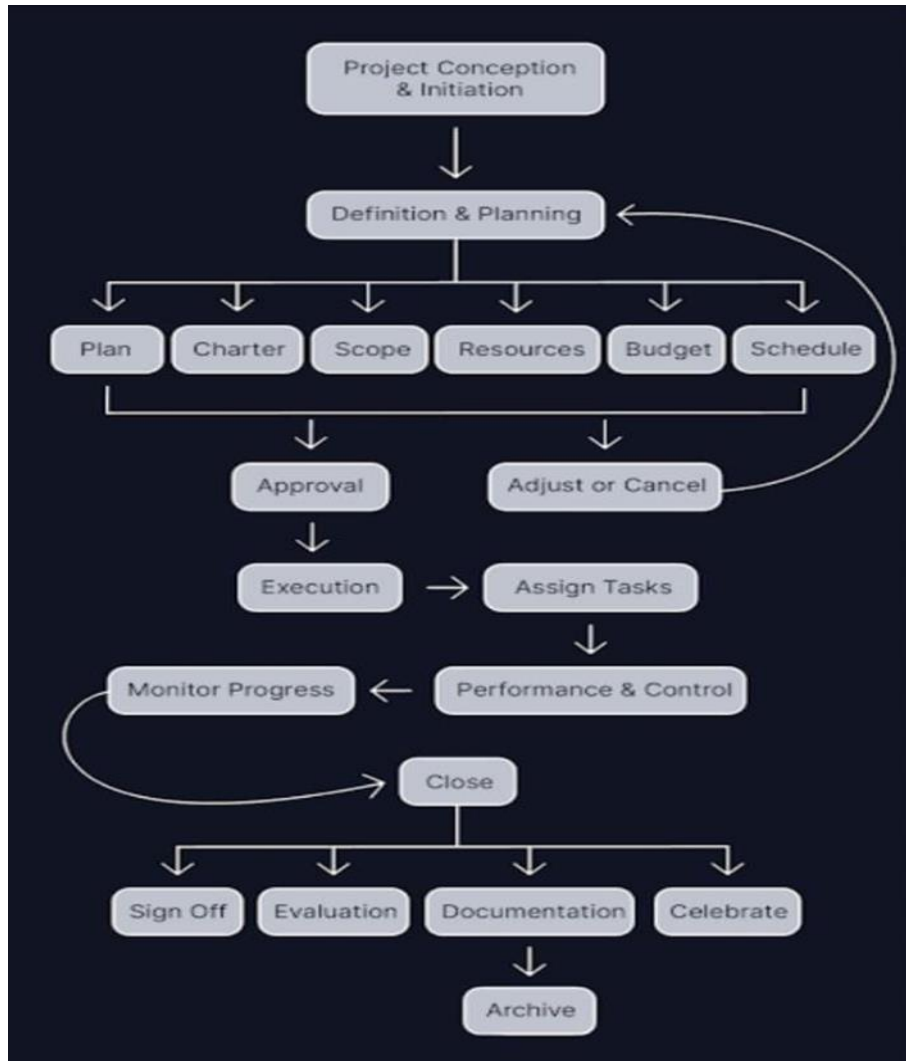 Project Conception
& Initiation
Definition & Planning
Plan
Charter
Scope
Resources
Budget
Schedule
Approval
Adjust or Cancel
Execution
Assign Tasks
Monitor Progress
Performance & Control
Close
Sign Off
Evaluation
Documentation
Celebrate
Archive